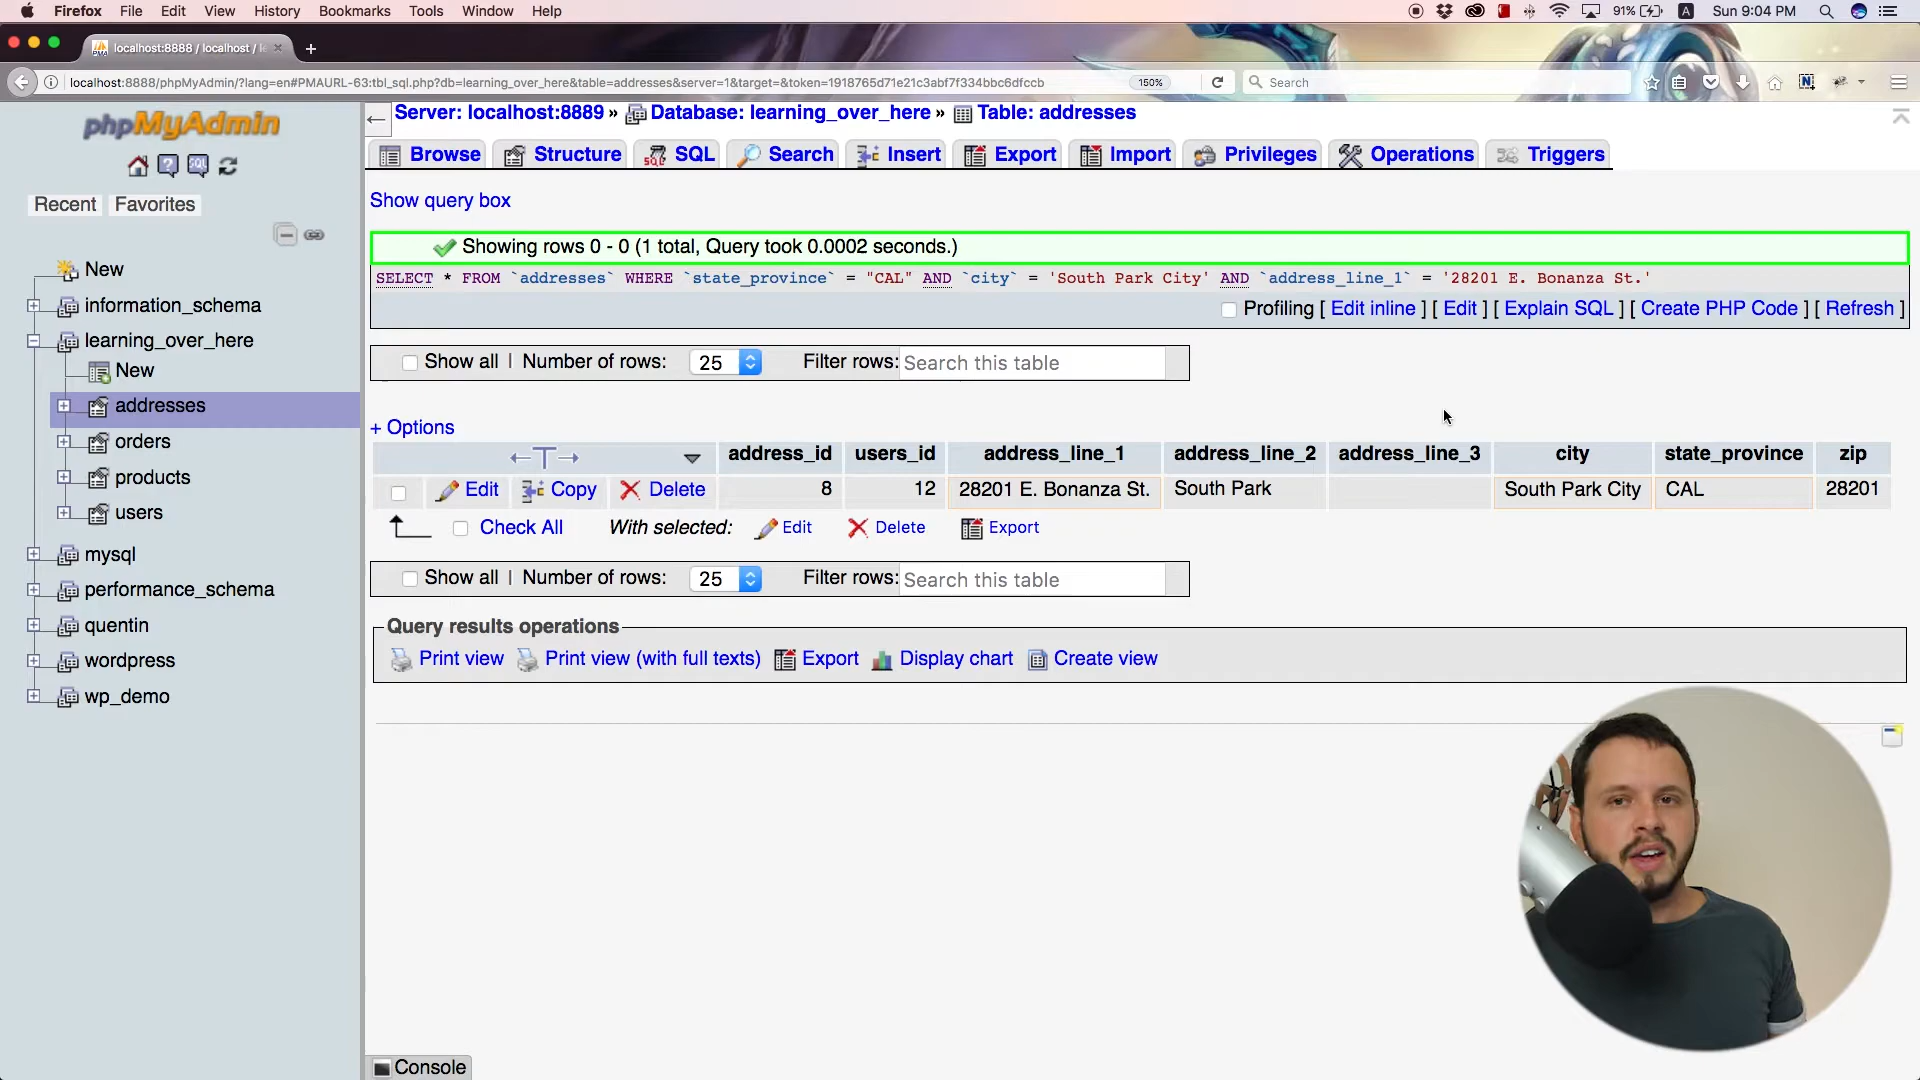 Firefox File Edit View History Bookmarks Tools Window Help 91% A Sun 9:04 PM
localhost:8888 / localhost / l
localhost:8888/phpMyAdmin/?lang=en#PMAURL-63:tbl_sql.php?db=learning_over_here&table=addresses&server=1&target=&token=1918765d71e21c3abf7f334bbc6dfccb 150% Search
phpMyAdmin
Recent Favorites
New
information_schema
learning_over_here
New
addresses
orders
products
users
mysql
performance_schema
quentin
wordpress
wp_demo
Server: localhost:8889 » Database: learning_over_here » Table: addresses
Browse Structure SQL Search Insert Export Import Privileges Operations Triggers
Show query box
Showing rows 0 - 0 (1 total, Query took 0.0002 seconds.)
SELECT * FROM `addresses` WHERE `state_province` = "CAL" AND `city` = 'South Park City' AND `address_line_1` = '28201 E. Bonanza St.'
Profiling [ Edit inline ] [ Edit ] [ Explain SQL ] [ Create PHP Code ] [ Refresh ]
Show all | Number of rows: 25 Filter rows: Search this table
+ Options
←T→ address_id users_id address_line_1 address_line_2 address_line_3 city state_province zip
Edit Copy Delete 8 12 28201 E. Bonanza St. South Park South Park City CAL 28201
Check All With selected: Edit Delete Export
Show all | Number of rows: 25 Filter rows: Search this table
Query results operations
Print view Print view (with full texts) Export Display chart Create view
Console